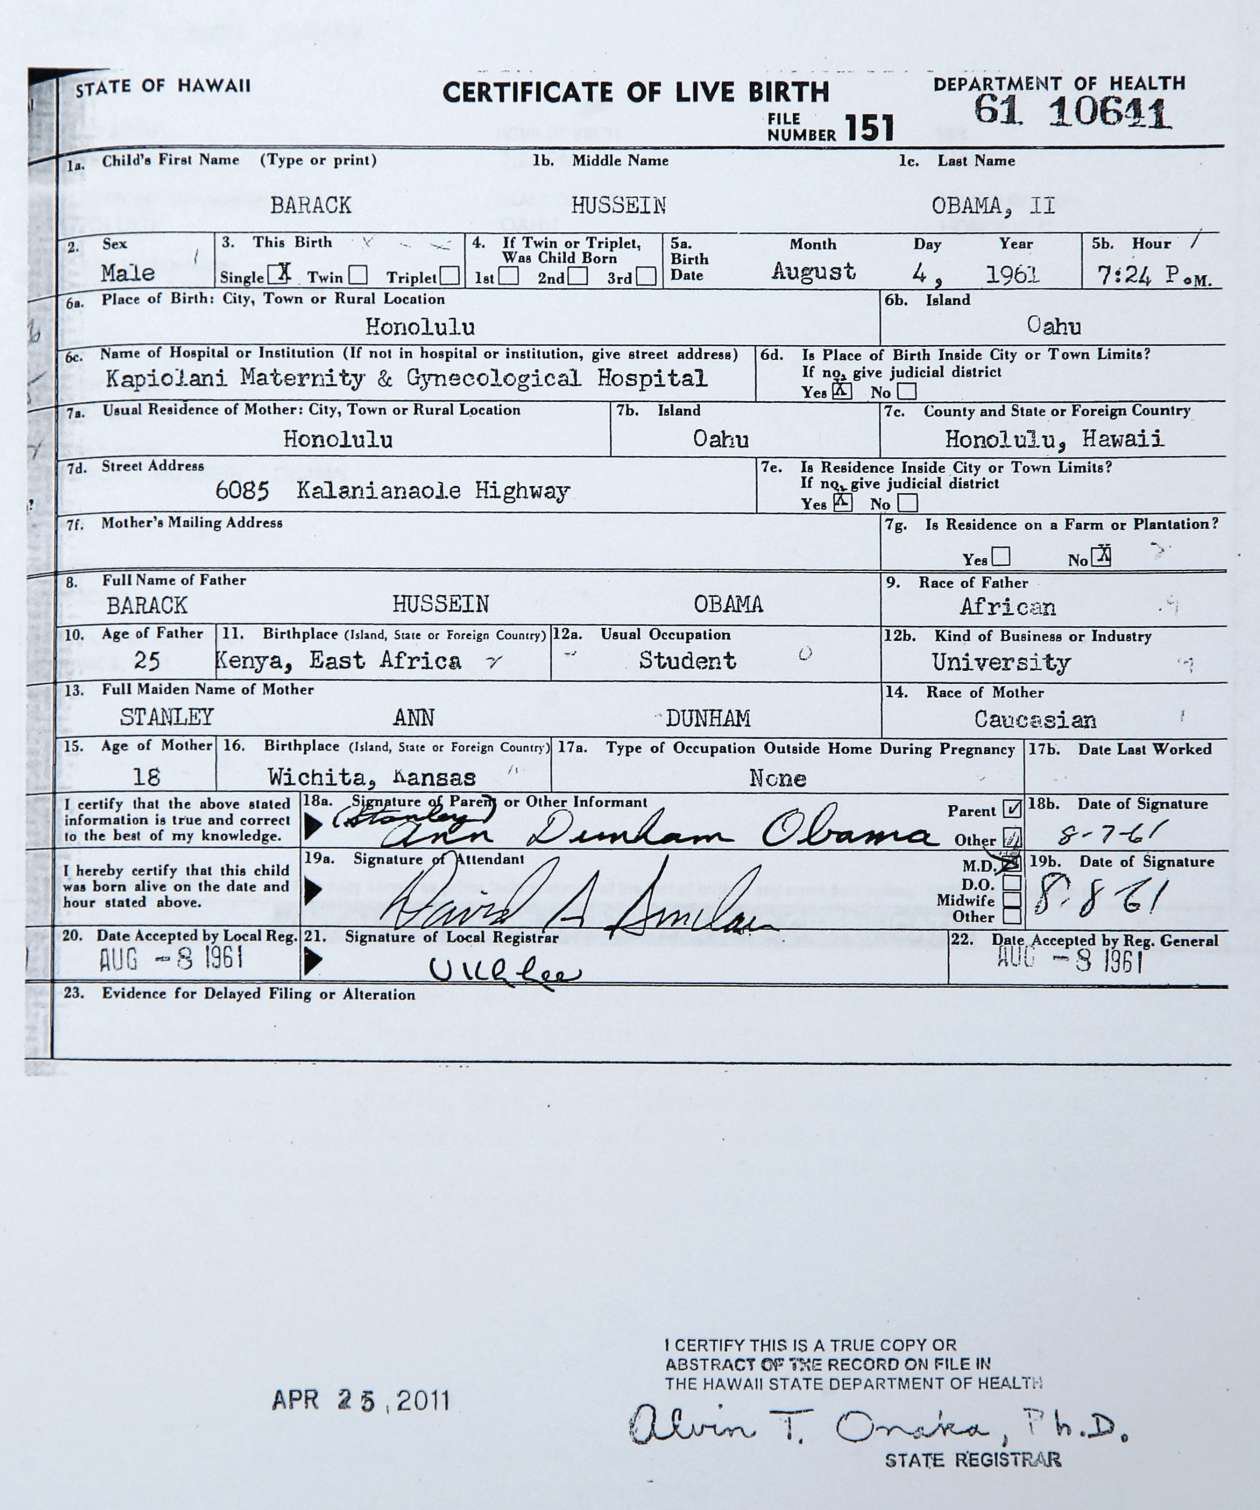 STATE OF HAWAII
CERTIFICATE OF LIVE BIRTH
DEPARTMENT OF HEALTH
FILE NUMBER 151
61 10641
1a. Child's First Name (Type or print) 1b. Middle Name 1c. Last Name
BARACK HUSSEIN OBAMA, II
2. Sex
Male
3. This Birth
Single X Twin Triplet
4. If Twin or Triplet,
Was Child Born
1st 2nd 3rd
5a. Birth Date
Month Day Year
August 4, 1961
5b. Hour
7:24 P.M.
6a. Place of Birth: City, Town or Rural Location
Honolulu
6b. Island
Oahu
6c. Name of Hospital or Institution (If not in hospital or institution, give street address)
Kapiolani Maternity & Gynecological Hospital
6d. Is Place of Birth Inside City or Town Limits?
If no, give judicial district
Yes X No
7a. Usual Residence of Mother: City, Town or Rural Location
Honolulu
7b. Island
Oahu
7c. County and State or Foreign Country
Honolulu, Hawaii
7d. Street Address
6085 Kalanianaole Highway
7e. Is Residence Inside City or Town Limits?
If no, give judicial district
Yes X No
7f. Mother's Mailing Address
7g. Is Residence on a Farm or Plantation?
Yes No X
8. Full Name of Father
BARACK HUSSEIN OBAMA
9. Race of Father
African
10. Age of Father
25
11. Birthplace (Island, State or Foreign Country)
Kenya, East Africa
12a. Usual Occupation
Student
12b. Kind of Business or Industry
University
13. Full Maiden Name of Mother
STANLEY ANN DUNHAM
14. Race of Mother
Caucasian
15. Age of Mother
18
16. Birthplace (Island, State or Foreign Country)
Wichita, Kansas
17a. Type of Occupation Outside Home During Pregnancy
None
17b. Date Last Worked
I certify that the above stated
information is true and correct
to the best of my knowledge.
18a. Signature of Parent or Other Informant
(Stanley) Ann Dunham Obama
Parent
Other
18b. Date of Signature
8-7-61
I hereby certify that this child
was born alive on the date and
hour stated above.
19a. Signature of Attendant
David A Sinclair
M.D.
D.O.
Midwife
Other
19b. Date of Signature
8-8-61
20. Date Accepted by Local Reg.
AUG -8 1961
21. Signature of Local Registrar
U K L Lee
22. Date Accepted by Reg. General
AUG -8 1961
23. Evidence for Delayed Filing or Alteration
I CERTIFY THIS IS A TRUE COPY OR
ABSTRACT OF THE RECORD ON FILE IN
THE HAWAII STATE DEPARTMENT OF HEALTH
APR 25, 2011
Alvin T. Onaka, Ph.D.
STATE REGISTRAR